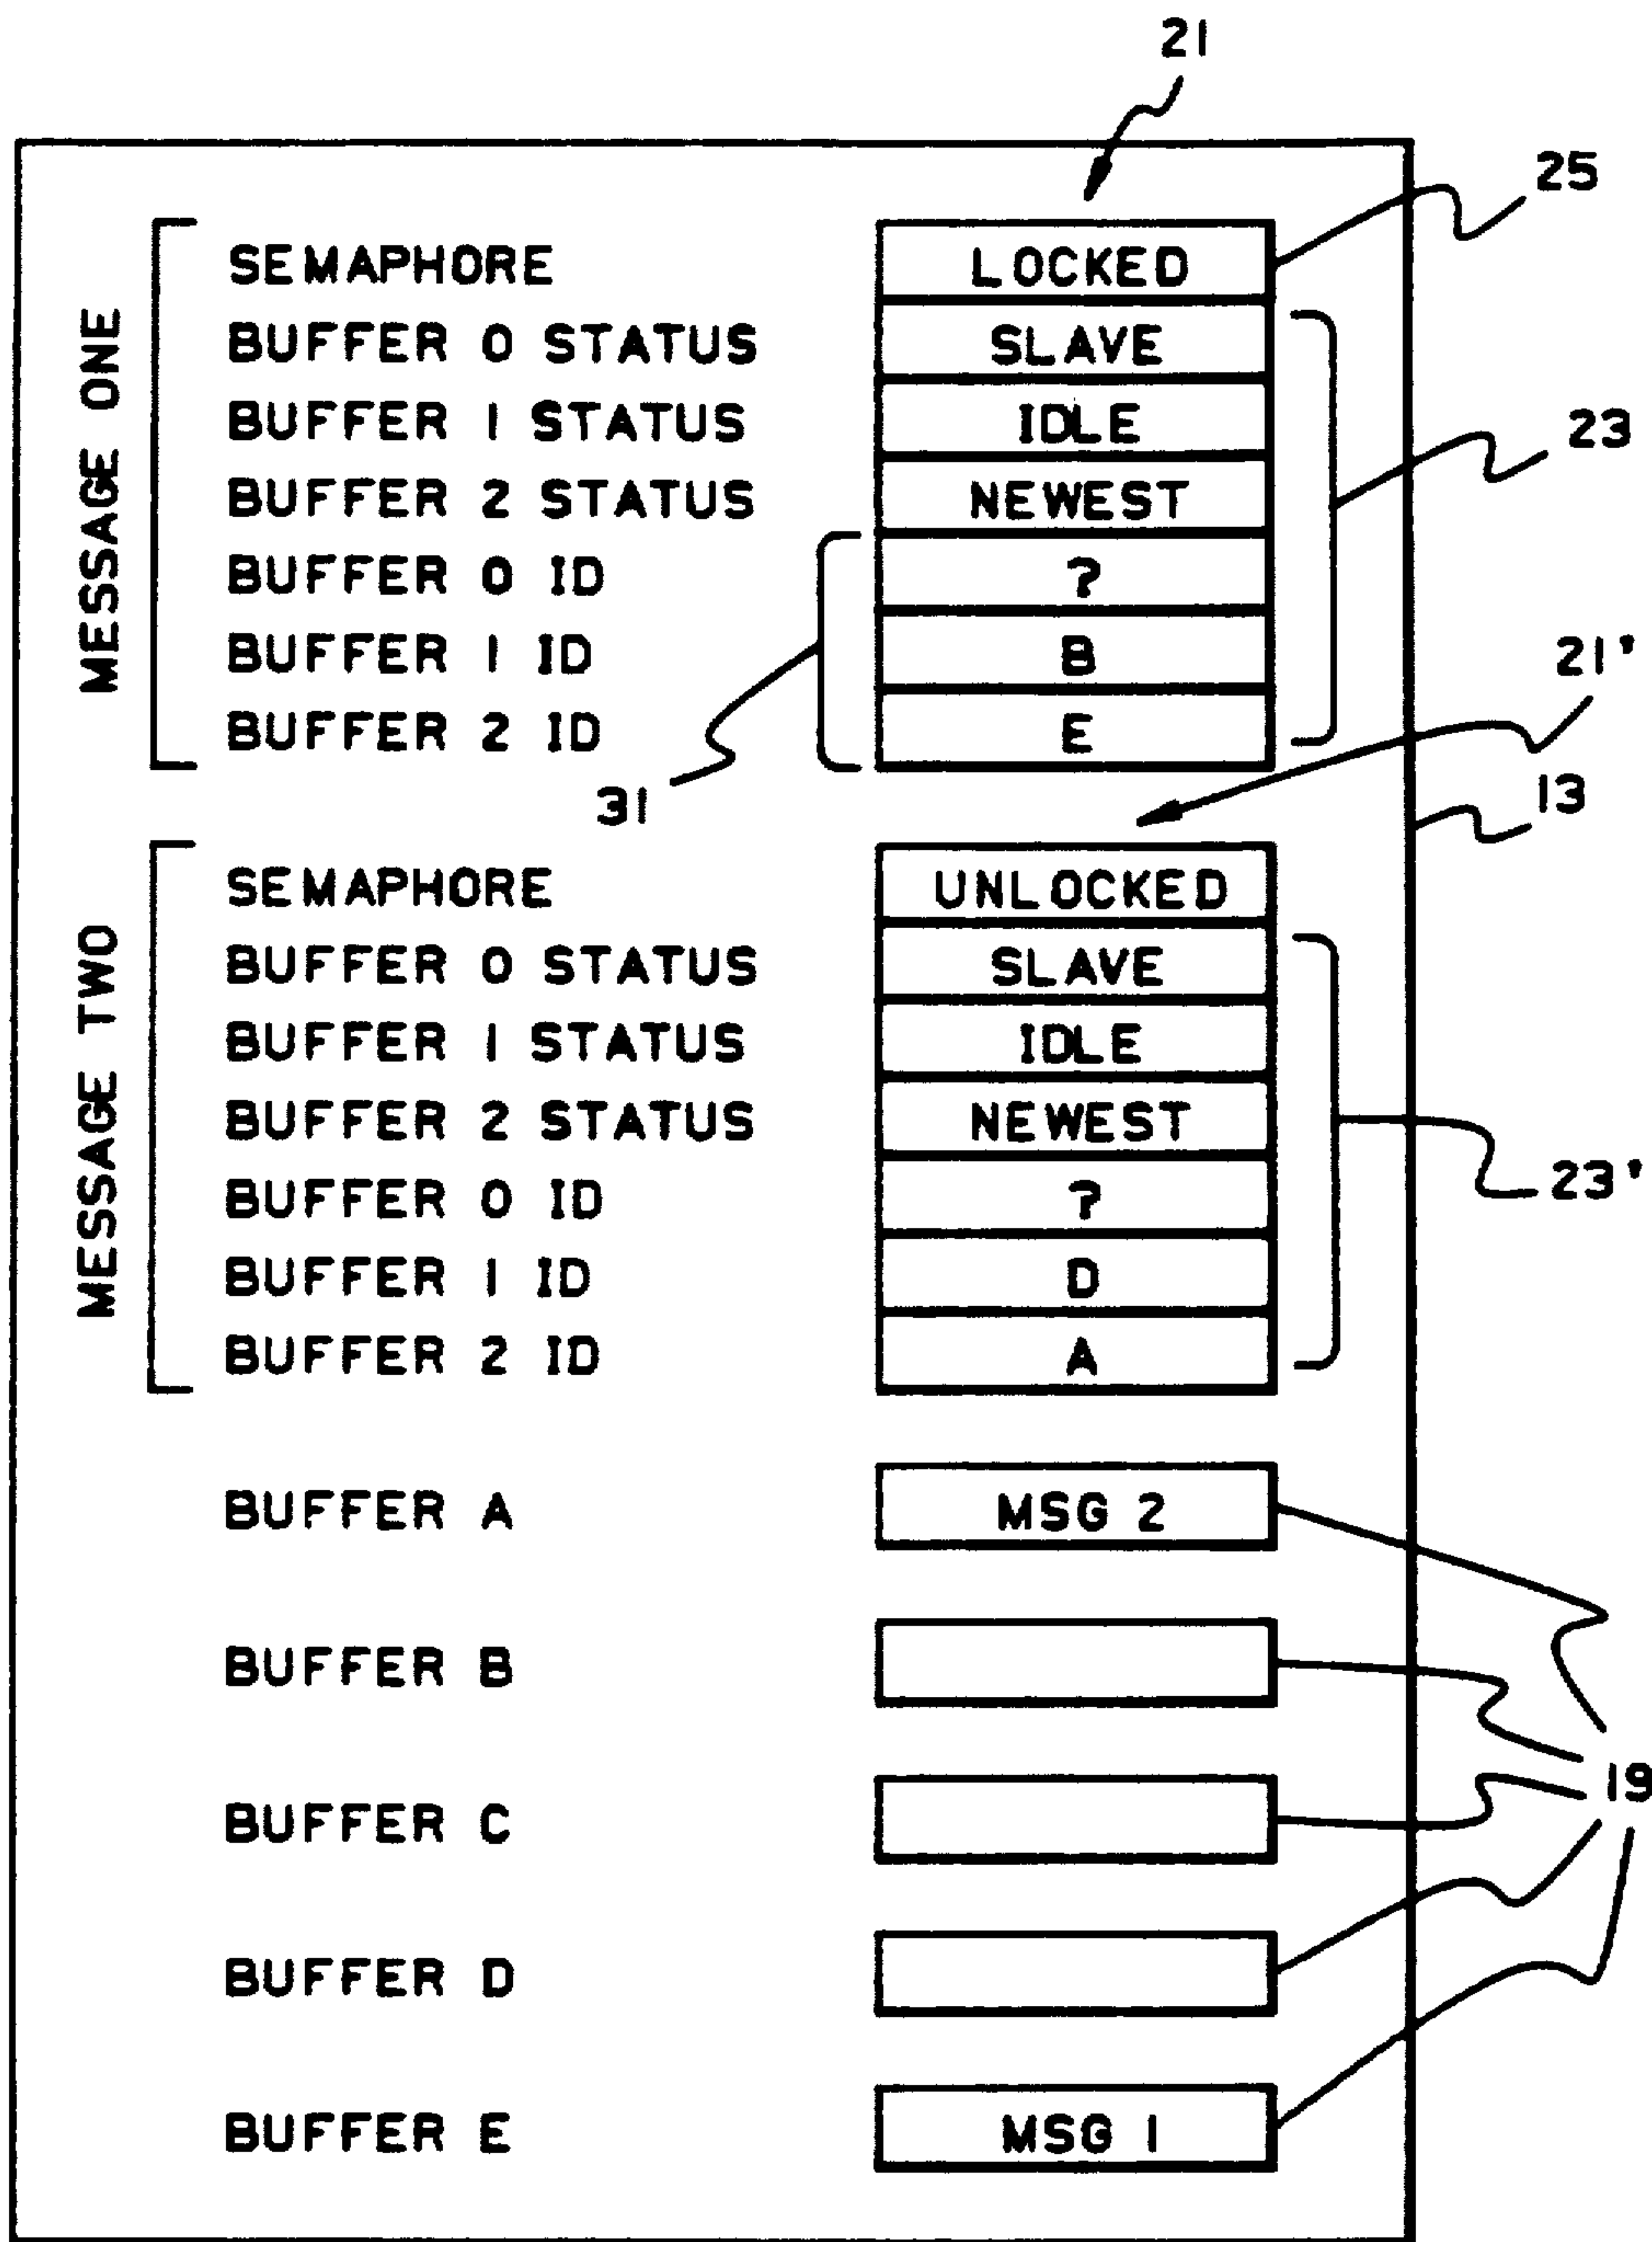 21
25
MESSAGE ONE
SEMAPHORE LOCKED
BUFFER 0 STATUS SLAVE
BUFFER 1 STATUS IDLE
23
BUFFER 2 STATUS NEWEST
BUFFER 0 ID ?
BUFFER 1 ID B
21'
BUFFER 2 ID E
31
13
MESSAGE TWO
SEMAPHORE UNLOCKED
BUFFER 0 STATUS SLAVE
BUFFER 1 STATUS IDLE
BUFFER 2 STATUS NEWEST
23'
BUFFER 0 ID ?
BUFFER 1 ID D
BUFFER 2 ID A
BUFFER A MSG 2
BUFFER B
19
BUFFER C
BUFFER D
BUFFER E MSG 1